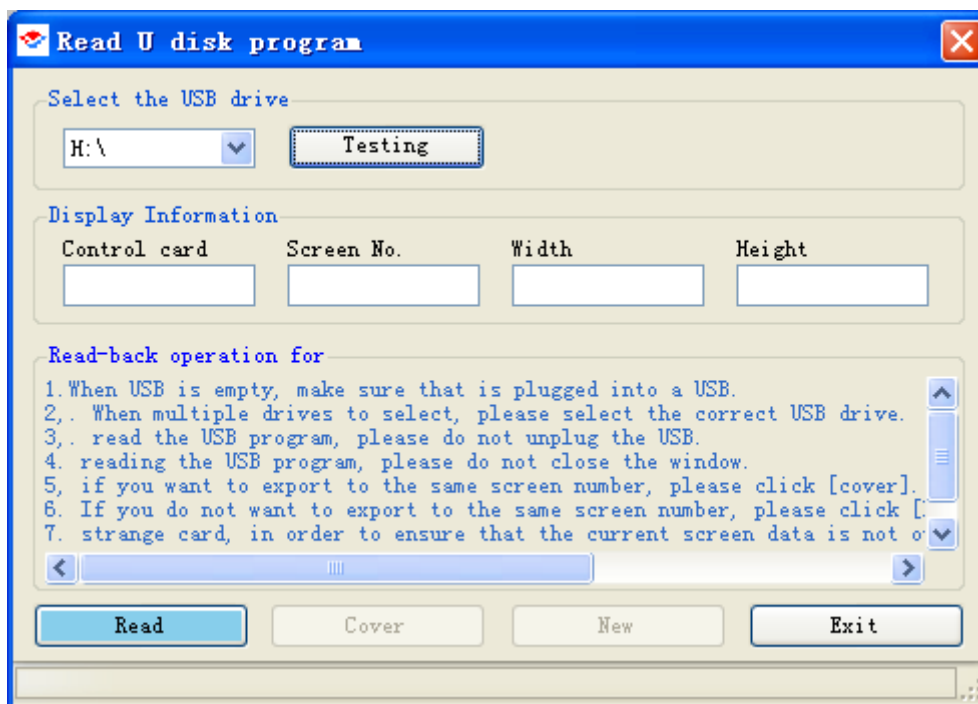 Read U disk program
Select the USB drive
H:\ Testing
Display Information
Control card Screen No. Width Height
Read-back operation for
1.When USB is empty, make sure that is plugged into a USB.
2,. When multiple drives to select, please select the correct USB drive.
3,. read the USB program, please do not unplug the USB.
4. reading the USB program, please do not close the window.
5, if you want to export to the same screen number, please click [cover].
6. If you do not want to export to the same screen number, please click [
7. strange card, in order to ensure that the current screen data is not o
Read Cover New Exit